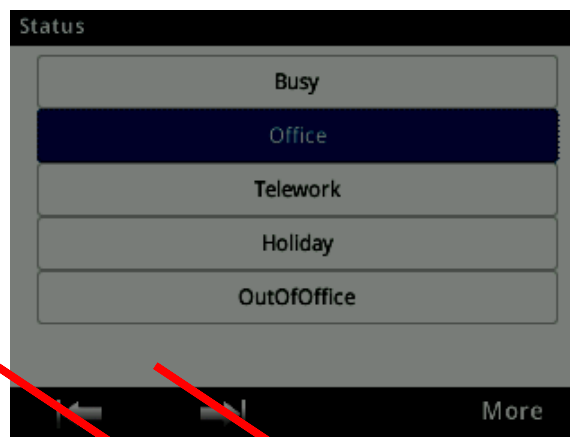 Status
Busy
Office
Telework
Holiday
OutOfOffice
More